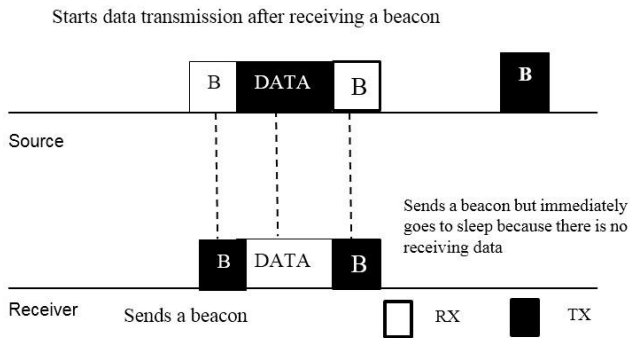 Starts data transmission after receiving a beacon
B DATA B B
Source
Sends a beacon but immediately
goes to sleep because there is no
receiving data
B DATA B
Receiver Sends a beacon RX TX